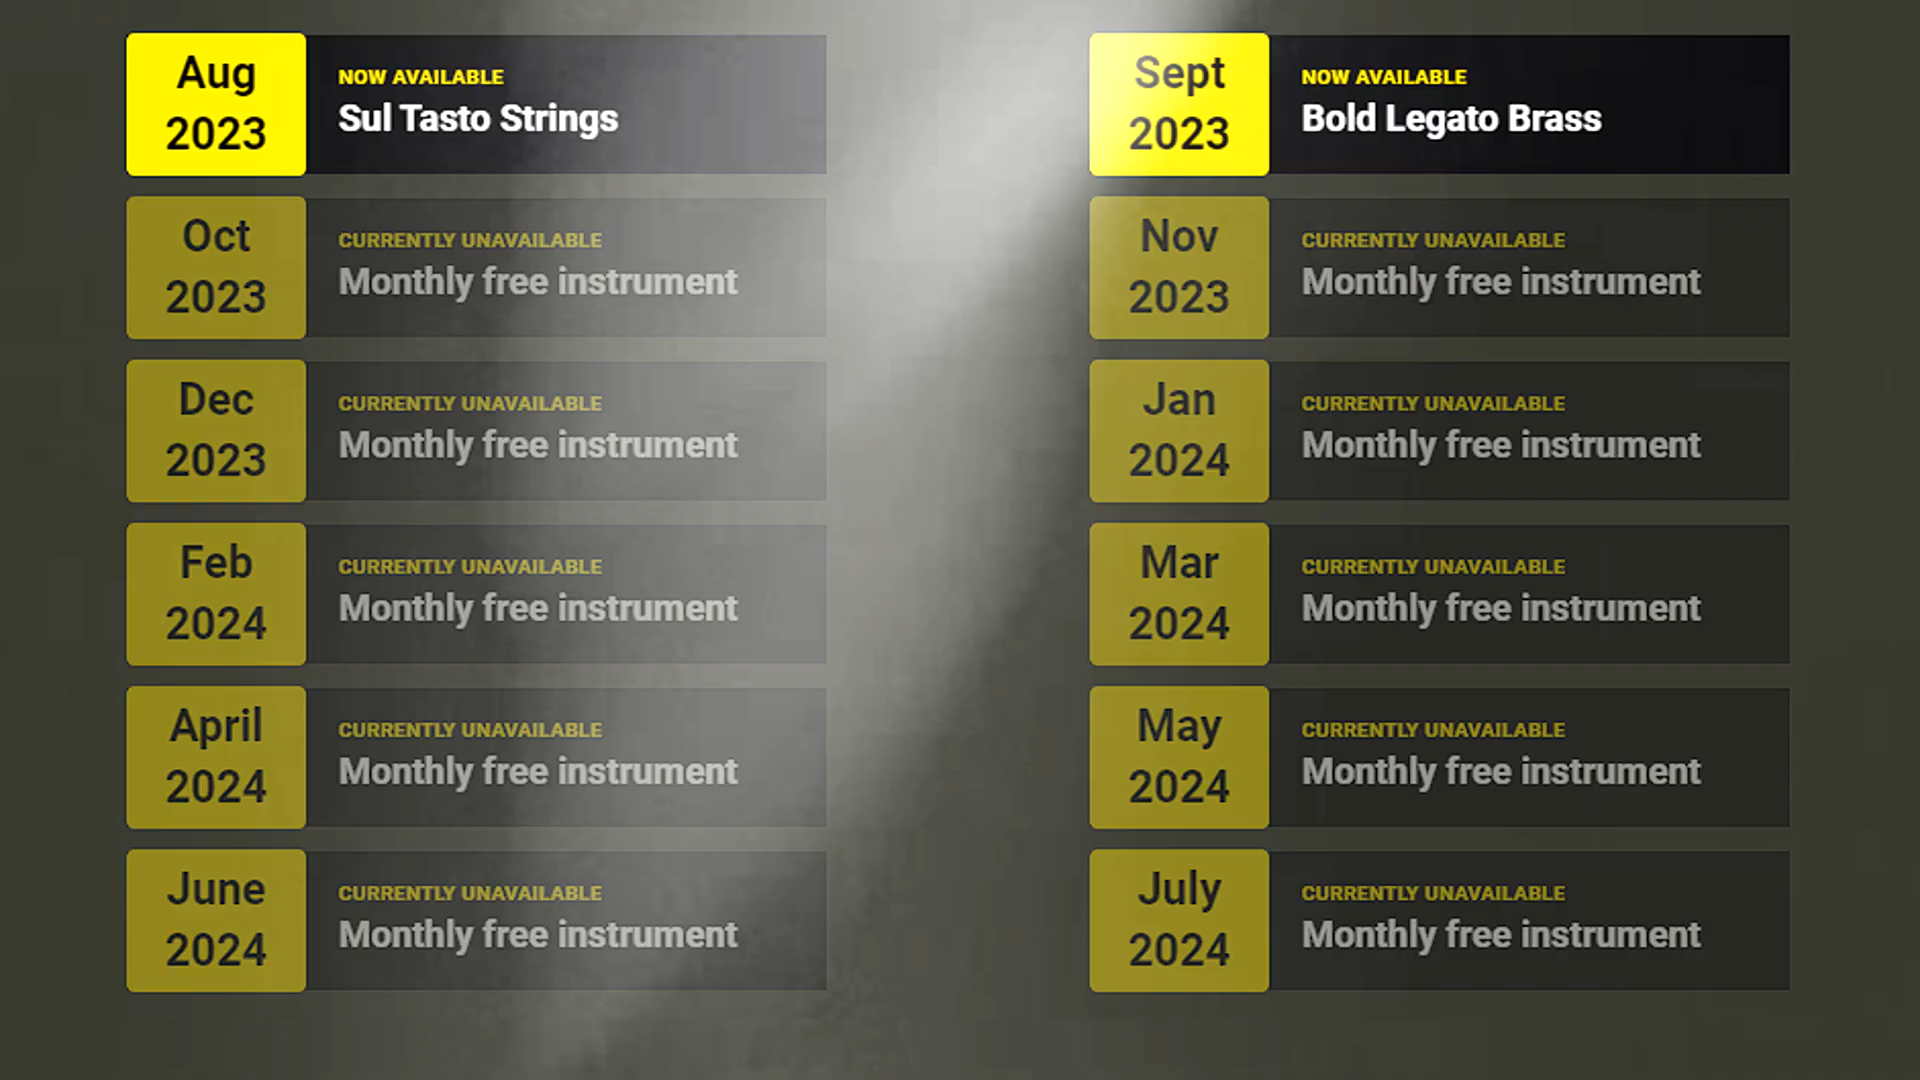 Aug
2023
NOW AVAILABLE
Sul Tasto Strings
Sept
2023
NOW AVAILABLE
Bold Legato Brass
Oct
2023
CURRENTLY UNAVAILABLE
Monthly free instrument
Nov
2023
CURRENTLY UNAVAILABLE
Monthly free instrument
Dec
2023
CURRENTLY UNAVAILABLE
Monthly free instrument
Jan
2024
CURRENTLY UNAVAILABLE
Monthly free instrument
Feb
2024
CURRENTLY UNAVAILABLE
Monthly free instrument
Mar
2024
CURRENTLY UNAVAILABLE
Monthly free instrument
April
2024
CURRENTLY UNAVAILABLE
Monthly free instrument
May
2024
CURRENTLY UNAVAILABLE
Monthly free instrument
June
2024
CURRENTLY UNAVAILABLE
Monthly free instrument
July
2024
CURRENTLY UNAVAILABLE
Monthly free instrument